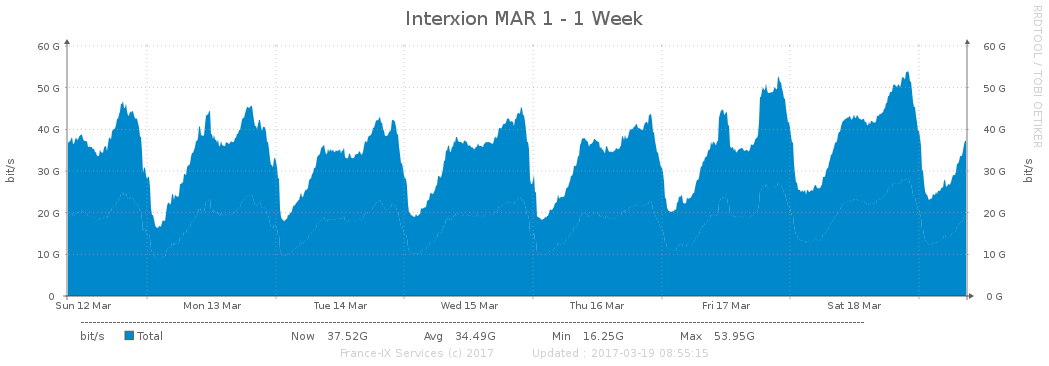 Interxion MAR 1 - 1 Week
RRDTOOL / TOBI OETIKER
bit/s
bit/s
60 G 60 G
50 G 50 G
40 G 40 G
30 G 30 G
20 G 20 G
10 G 10 G
0 0 G
Sun 12 Mar Mon 13 Mar Tue 14 Mar Wed 15 Mar Thu 16 Mar Fri 17 Mar Sat 18 Mar
bit/s Total Now 37.52G Avg 34.49G Min 16.25G Max 53.95G
France-IX Services (c) 2017 Updated : 2017-03-19 08:55:15